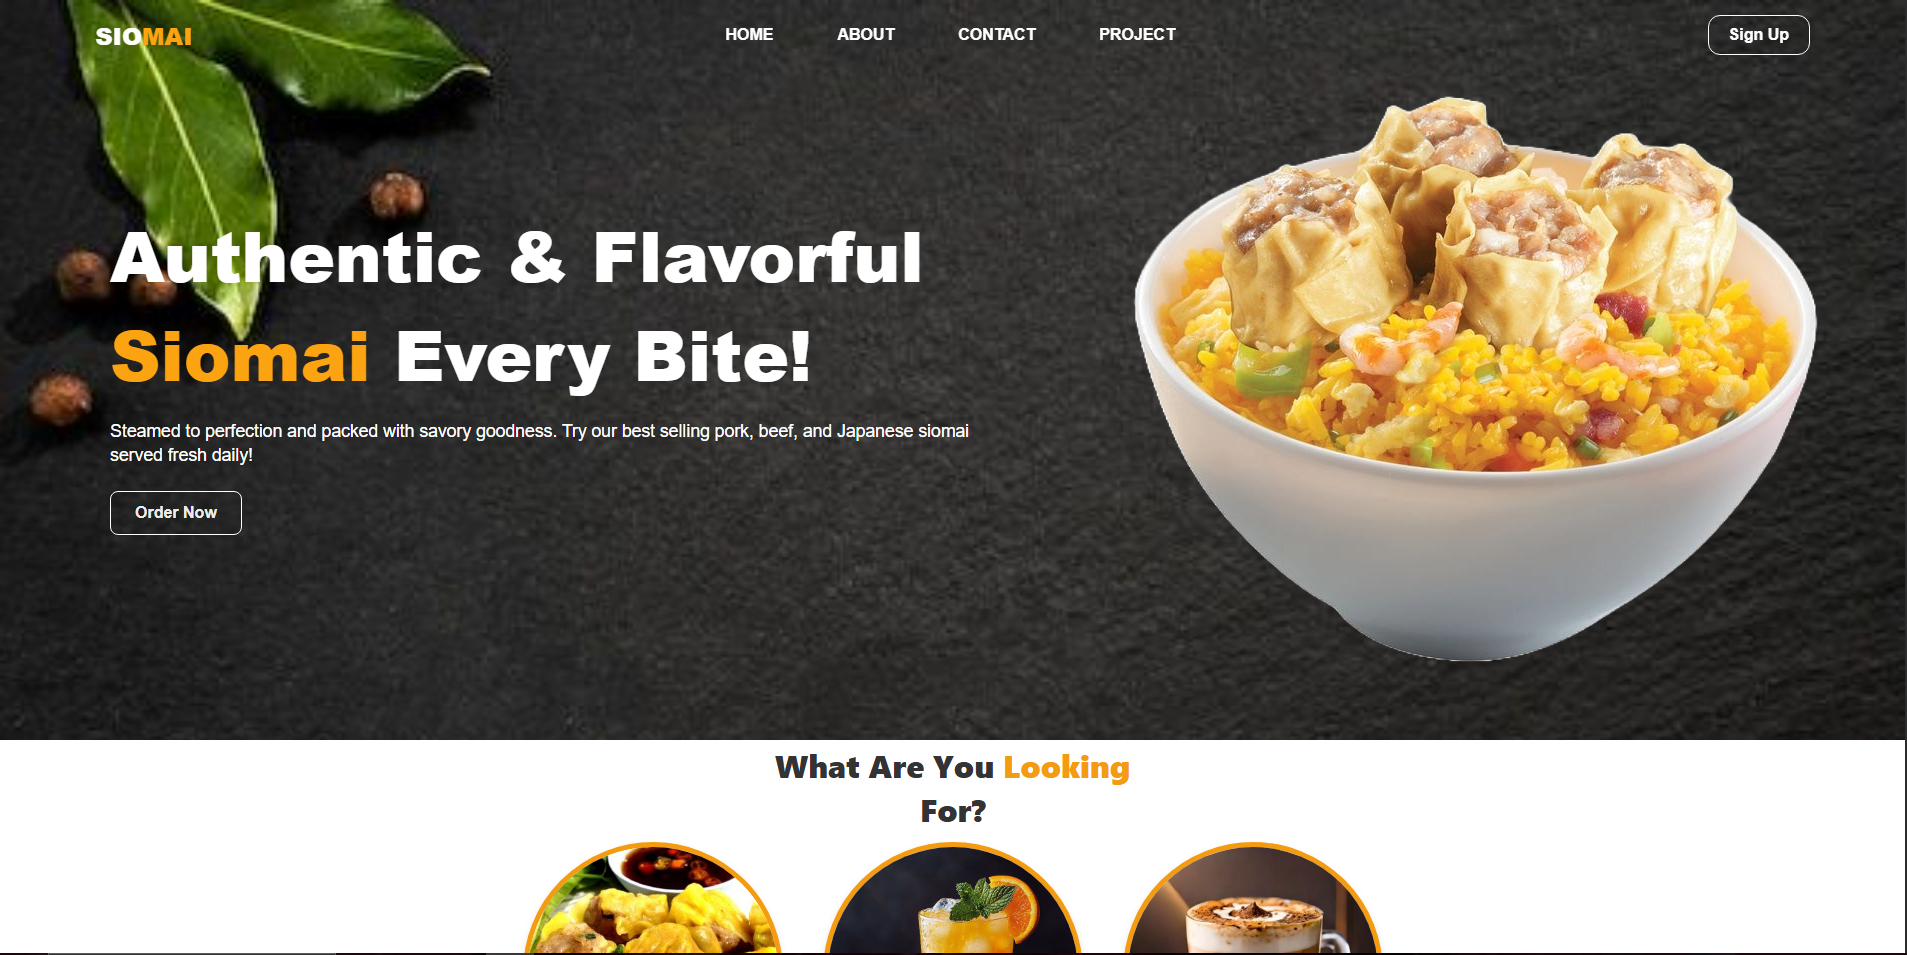 SIOMAI
HOME
ABOUT
CONTACT
PROJECT
Sign Up
Authentic & Flavorful
Siomai Every Bite!
Steamed to perfection and packed with savory goodness. Try our best selling pork, beef, and Japanese siomai
served fresh daily!
Order Now
What Are You Looking
For?